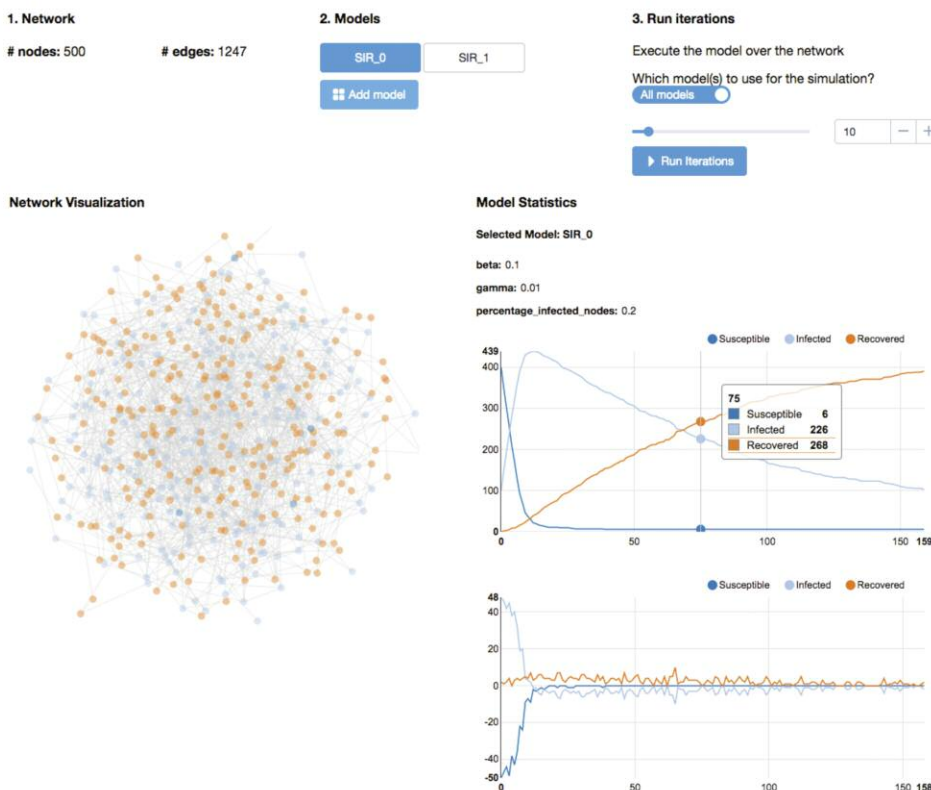 1. Network
# nodes: 500
# edges: 1247
2. Models
SIR_0
SIR_1
Add model
3. Run iterations
Execute the model over the network
Which model(s) to use for the simulation?
All models
10
Run Iterations
Network Visualization
Model Statistics
Selected Model: SIR_0
beta: 0.1
gamma: 0.01
percentage_infected_nodes: 0.2
Susceptible Infected Recovered
439
400
300
200
100
0
75
Susceptible 6
Infected 226
Recovered 268
0 50 100 150 159
Susceptible Infected Recovered
48
40
20
0
-20
-40
-50
0 50 100 150 158